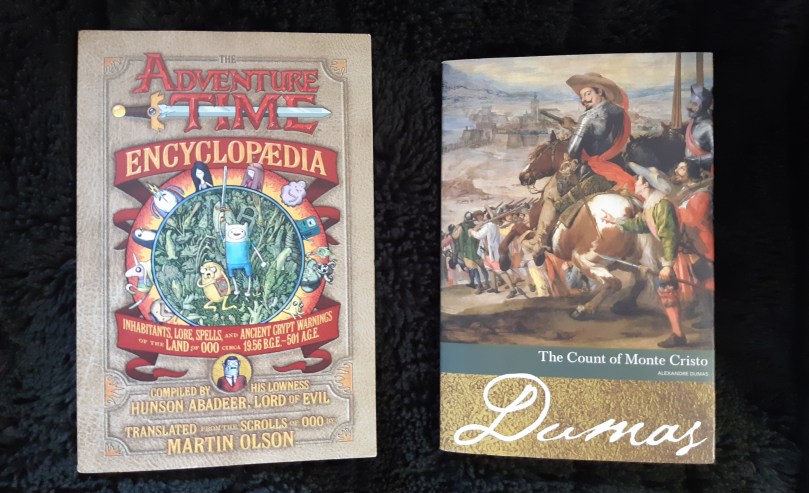 THE
ADVENTURE
TIME
ENCYCLOPÆDIA
INHABITANTS, LORE, SPELLS, AND ANCIENT CRYPT WARNINGS
OF THE LAND OF OOO CIRCA 19.56 B.G.E.–501 A.G.E.
COMPILED BY HIS LOWNESS
HUNSON ABADEER, LORD OF EVIL
TRANSLATED FROM THE SCROLLS OF OOO BY
MARTIN OLSON
The Count of Monte Cristo
ALEXANDRE DUMAS
Dumas